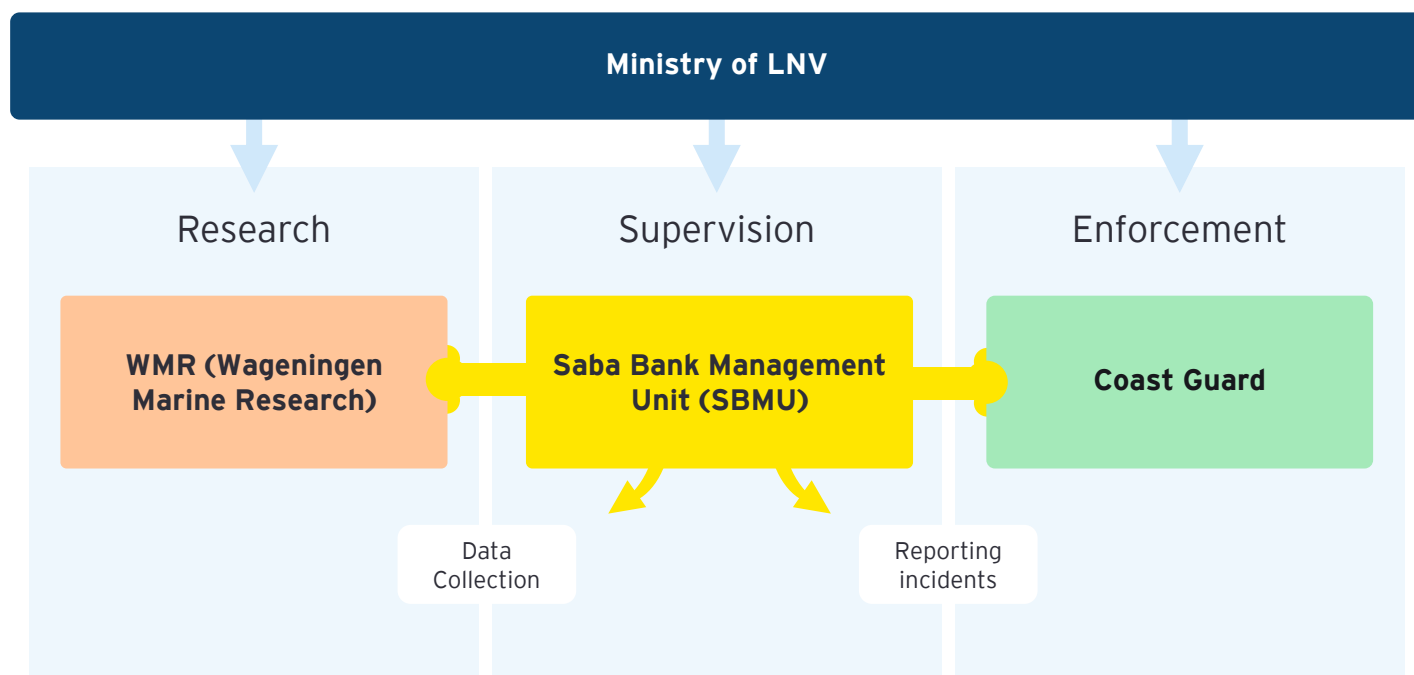 Ministry of LNV
Research
Supervision
Enforcement
WMR (Wageningen
Marine Research)
Saba Bank Management
Unit (SBMU)
Coast Guard
Data
Collection
Reporting
incidents